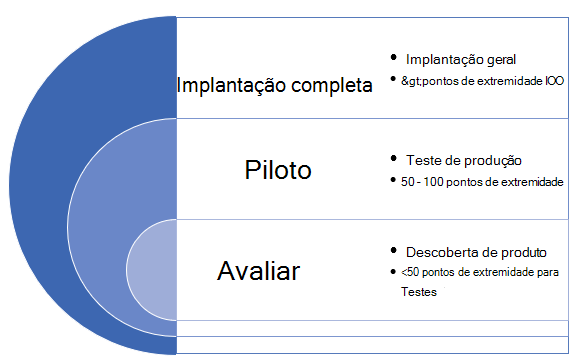 Implantação completa
• Implantação geral
• &gt;pontos de extremidade IOO
Piloto
• Teste de produção
• 50 - 100 pontos de extremidade
Avaliar
• Descoberta de produto
• <50 pontos de extremidade para
Testes